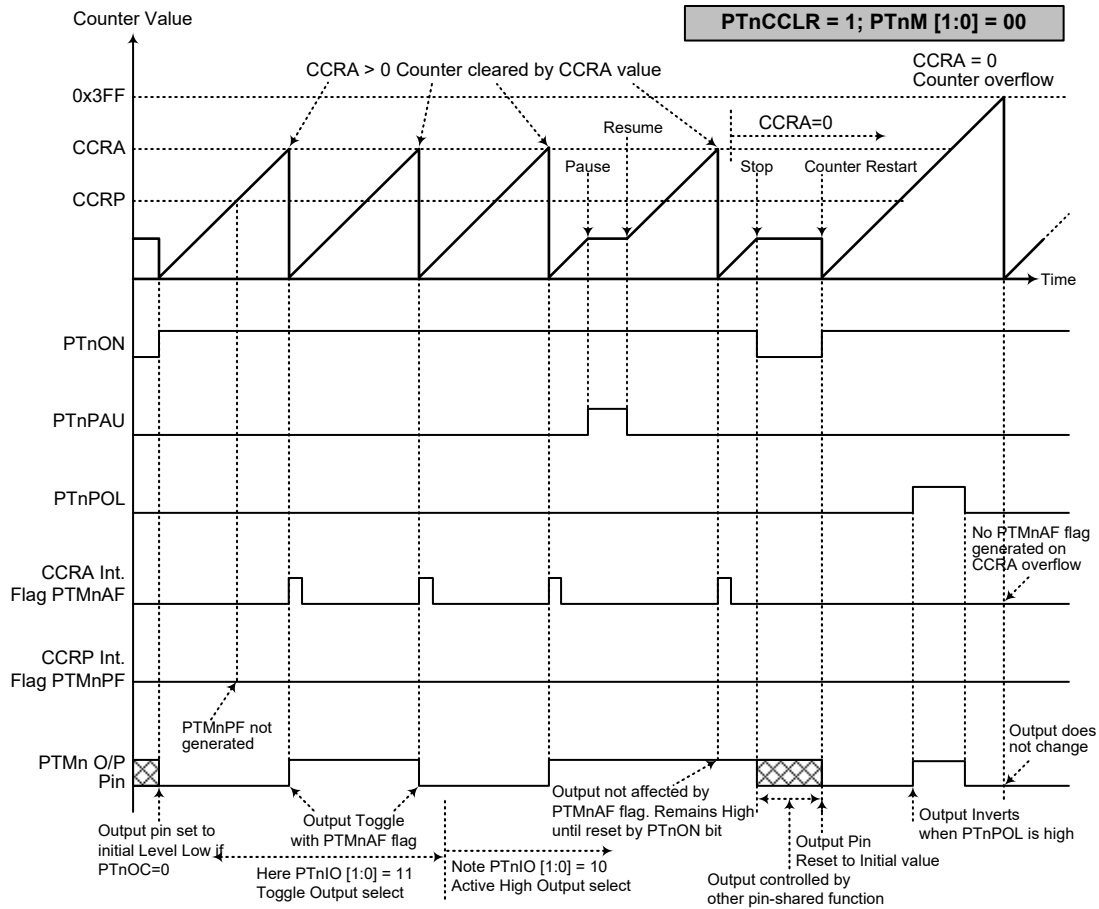 Counter Value
PTnCCLR = 1; PTnM [1:0] = 00
CCRA > 0 Counter cleared by CCRA value
CCRA = 0
Counter overflow
0x3FF
CCRA
CCRP
Resume
CCRA=0
Pause
Stop
Counter Restart
Time
PTnON
PTnPAU
PTnPOL
No PTMnAF flag
generated on
CCRA overflow
CCRA Int.
Flag PTMnAF
CCRP Int.
Flag PTMnPF
PTMnPF not
generated
Output does
not change
PTMn O/P
Pin
Output pin set to
initial Level Low if
PTnOC=0
Output Toggle
with PTMnAF flag
Output not affected by
PTMnAF flag. Remains High
until reset by PTnON bit
Output Inverts
when PTnPOL is high
Output Pin
Reset to Initial value
Here PTnIO [1:0] = 11
Toggle Output select
Note PTnIO [1:0] = 10
Active High Output select
Output controlled by
other pin-shared function